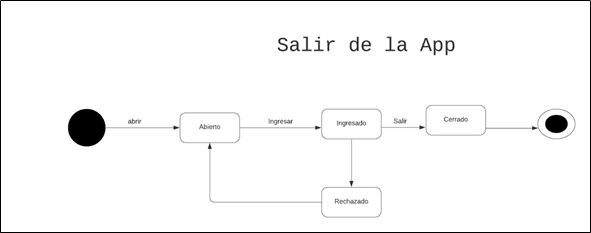 Salir de la App
abrir
Abierto
Ingresar
Ingresado
Salir
Cerrado
Rechazado